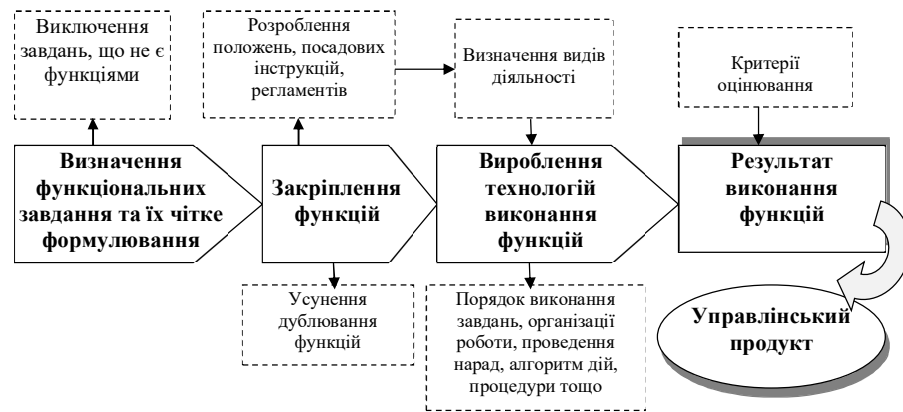 Виключення
завдань, що не є
функціями
Розроблення
положень, посадових
інструкцій,
регламентів
Визначення видів
діяльності
Критерії
оцінювання
Визначення
функціональних
завдання та їх чітке
формулювання
Закріплення
функцій
Вироблення
технологій
виконання
функцій
Результат
виконання
функцій
Усунення
дублювання
функцій
Порядок виконання
завдань, організації
роботи, проведення
нарад, алгоритм дій,
процедури тощо
Управлінський
продукт